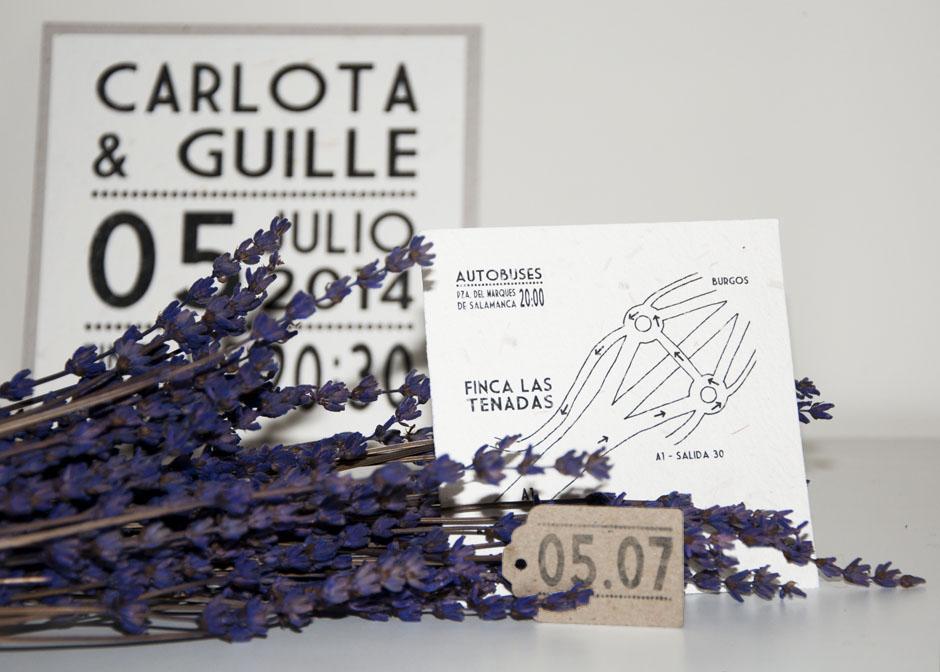 CARLOTA
& GUILLE
05 JULIO
2014
20:30
AUTOBUSES
PZA. DEL MARQUES
DE SALAMANCA 20:00
BURGOS
FINCA LAS
TENADAS
A1 - SALIDA 30
05.07